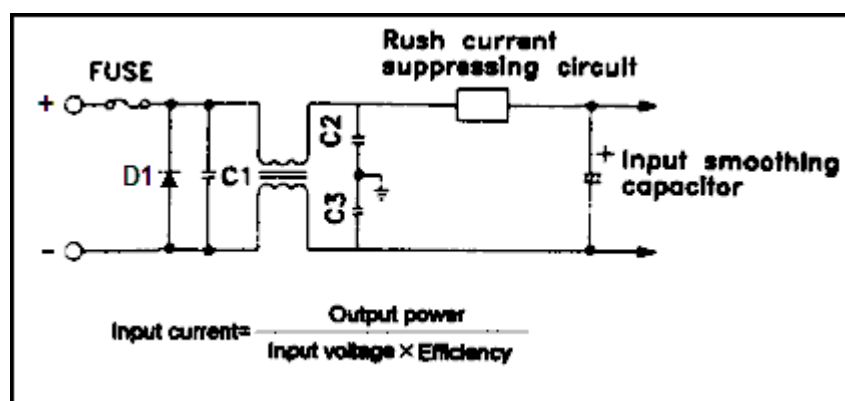 Rush current
suppressing circuit
FUSE
+
D1
C1
C2
C3
+ Input smoothing
capacitor
-
Input current= Output power
Input voltage × Efficiency